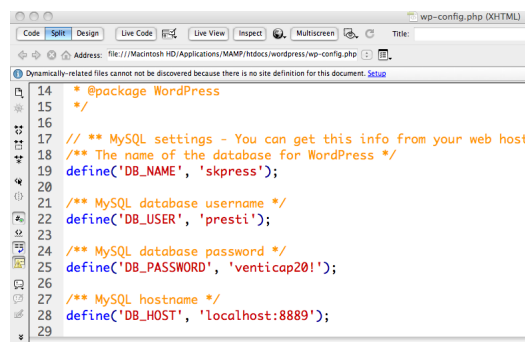 wp-config.php (XHTML)
Code Split Design Live Code Live View Inspect Multiscreen Title:
Address: file:///Macintosh HD/Applications/MAMP/htdocs/wordpress/wp-config.php
Dynamically-related files cannot be discovered because there is no site definition for this document. Setup
14 * @package WordPress
15 */
16
17 // ** MySQL settings - You can get this info from your web host
18 /** The name of the database for WordPress */
19 define('DB_NAME', 'skpress');
20
21 /** MySQL database username */
22 define('DB_USER', 'presti');
23
24 /** MySQL database password */
25 define('DB_PASSWORD', 'venticap20!');
26
27 /** MySQL hostname */
28 define('DB_HOST', 'localhost:8889');
29